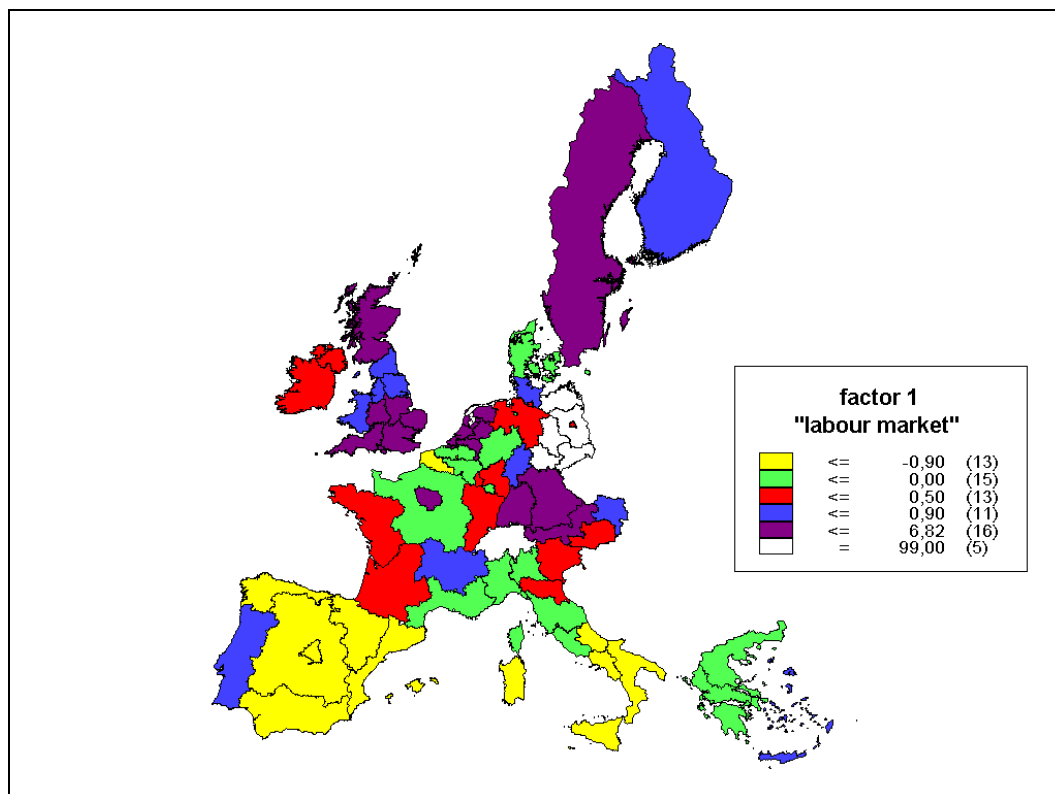 factor 1
"labour market"
<= -0,90 (13)
<= 0,00 (15)
<= 0,50 (13)
<= 0,90 (11)
<= 6,82 (16)
= 99,00 (5)